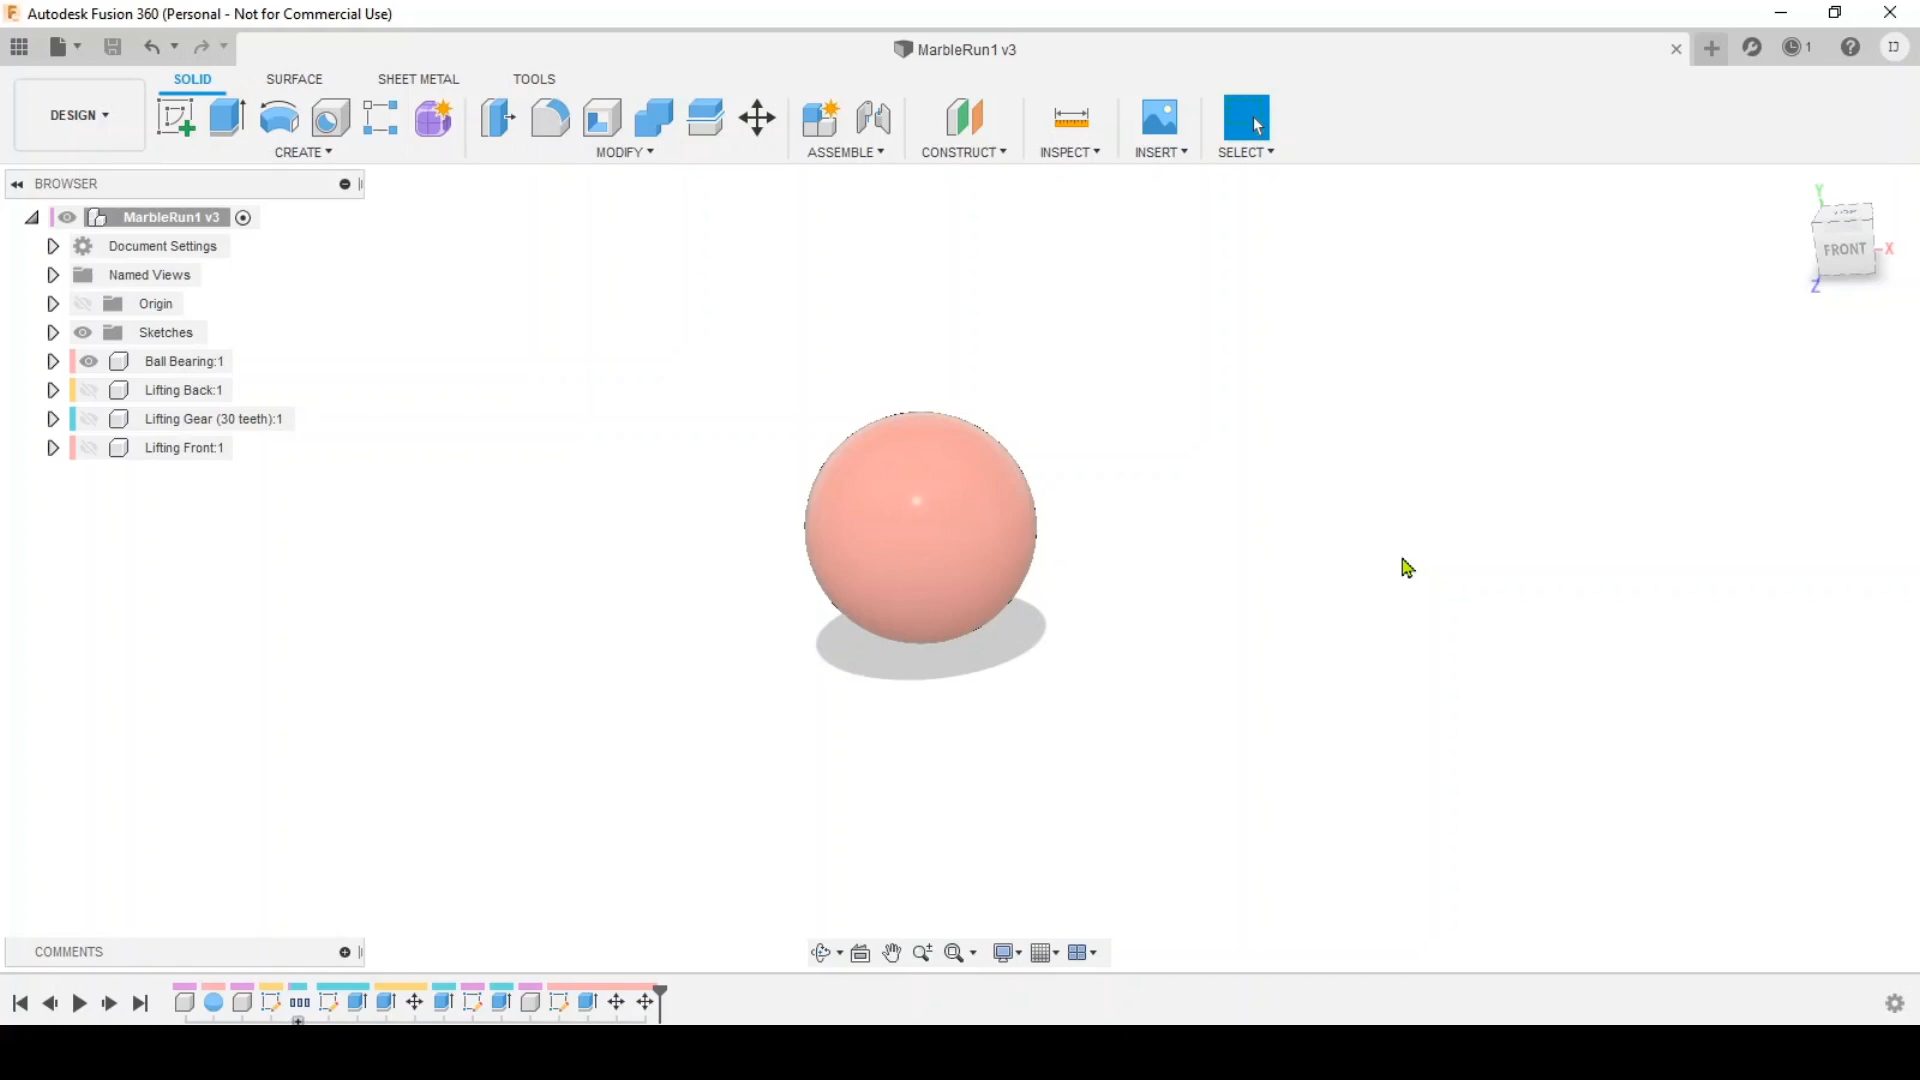 Autodesk Fusion 360 (Personal - Not for Commercial Use)
MarbleRun1 v3
1
IJ
SOLID
SURFACE
SHEET METAL
TOOLS
DESIGN
CREATE
MODIFY
ASSEMBLE
CONSTRUCT
INSPECT
INSERT
SELECT
BROWSER
MarbleRun1 v3
Document Settings
Named Views
Origin
Sketches
Ball Bearing:1
Lifting Back:1
Lifting Gear (30 teeth):1
Lifting Front:1
Y
FRONT
X
Z
COMMENTS